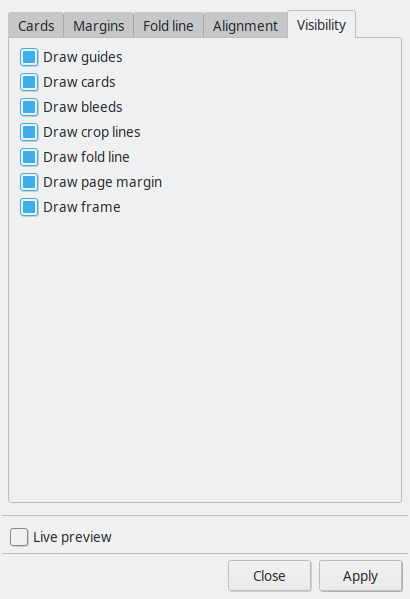 Cards Margins Fold line Alignment Visibility
Draw guides
Draw cards
Draw bleeds
Draw crop lines
Draw fold line
Draw page margin
Draw frame
Live preview
Close Apply